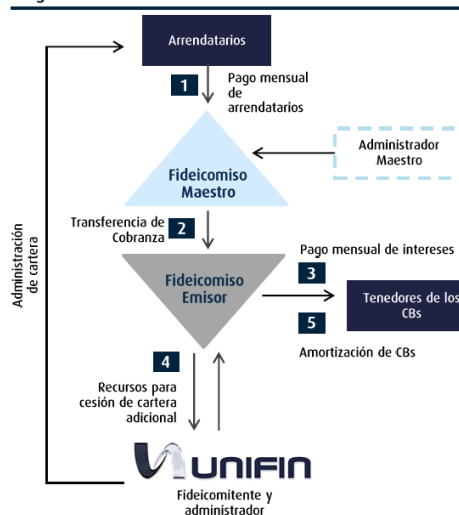 Arrendatarios
1
Pago mensual
de
arrendatarios
Administrador
Maestro
Fideicomiso
Maestro
Transferencia de
Cobranza
2
Administración
de cartera
Pago mensual de intereses
3
Fideicomiso
Emisor
Tenedores de los
CBs
5
Amortización de CBs
4
Recursos para
cesión de cartera
adicional
UNIFIN
Fideicomitente y
administrador